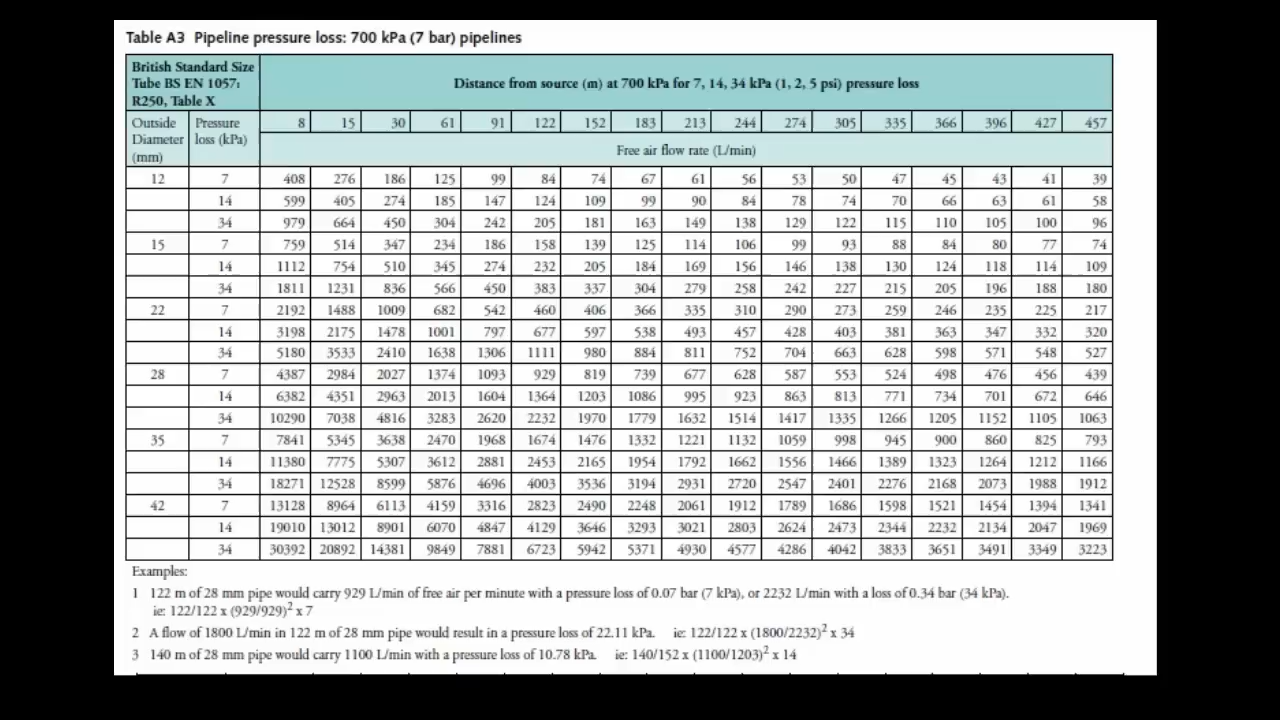 Table A3 Pipeline pressure loss: 700 kPa (7 bar) pipelines
British Standard Size
Tube BS EN 1057:
R250, Table X
Distance from source (m) at 700 kPa for 7, 14, 34 kPa (1, 2, 5 psi) pressure loss
Outside
Diameter
(mm)
Pressure
loss (kPa)
8 15 30 61 91 122 152 183 213 244 274 305 335 366 396 427 457
Free air flow rate (L/min)
12 7 408 276 186 125 99 84 74 67 61 56 53 50 47 45 43 41 39
14 599 405 274 185 147 124 109 99 90 84 78 74 70 66 63 61 58
34 979 664 450 304 242 205 181 163 149 138 129 122 115 110 105 100 96
15 7 759 514 347 234 186 158 139 125 114 106 99 93 88 84 80 77 74
14 1112 754 510 345 274 232 205 184 169 156 146 138 130 124 118 114 109
34 1811 1231 836 566 450 383 337 304 279 258 242 227 215 205 196 188 180
22 7 2192 1488 1009 682 542 460 406 366 335 310 290 273 259 246 235 225 217
14 3198 2175 1478 1001 797 677 597 538 493 457 428 403 381 363 347 332 320
34 5180 3533 2410 1638 1306 1111 980 884 811 752 704 663 628 598 571 548 527
28 7 4387 2984 2027 1374 1093 929 819 739 677 628 587 553 524 498 476 456 439
14 6382 4351 2963 2013 1604 1364 1203 1086 995 923 863 813 771 734 701 672 646
34 10290 7038 4816 3283 2620 2232 1970 1779 1632 1514 1417 1335 1266 1205 1152 1105 1063
35 7 7841 5345 3638 2470 1968 1674 1476 1332 1221 1132 1059 998 945 900 860 825 793
14 11380 7775 5307 3612 2881 2453 2165 1954 1792 1662 1556 1466 1389 1323 1264 1212 1166
34 18271 12528 8599 5876 4696 4003 3536 3194 2931 2720 2547 2401 2276 2168 2073 1988 1912
42 7 13128 8964 6113 4159 3316 2823 2490 2248 2061 1912 1789 1686 1598 1521 1454 1394 1341
14 19010 13012 8901 6070 4847 4129 3646 3293 3021 2803 2624 2473 2344 2232 2134 2047 1969
34 30392 20892 14381 9849 7881 6723 5942 5371 4930 4577 4286 4042 3833 3651 3491 3349 3223
Examples:
1 122 m of 28 mm pipe would carry 929 L/min of free air per minute with a pressure loss of 0.07 bar (7 kPa), or 2232 L/min with a loss of 0.34 bar (34 kPa).
ie: 122/122 x (929/929)² x 7
2 A flow of 1800 L/min in 122 m of 28 mm pipe would result in a pressure loss of 22.11 kPa. ie: 122/122 x (1800/2232)² x 34
3 140 m of 28 mm pipe would carry 1100 L/min with a pressure loss of 10.78 kPa. ie: 140/152 x (1100/1203)² x 14